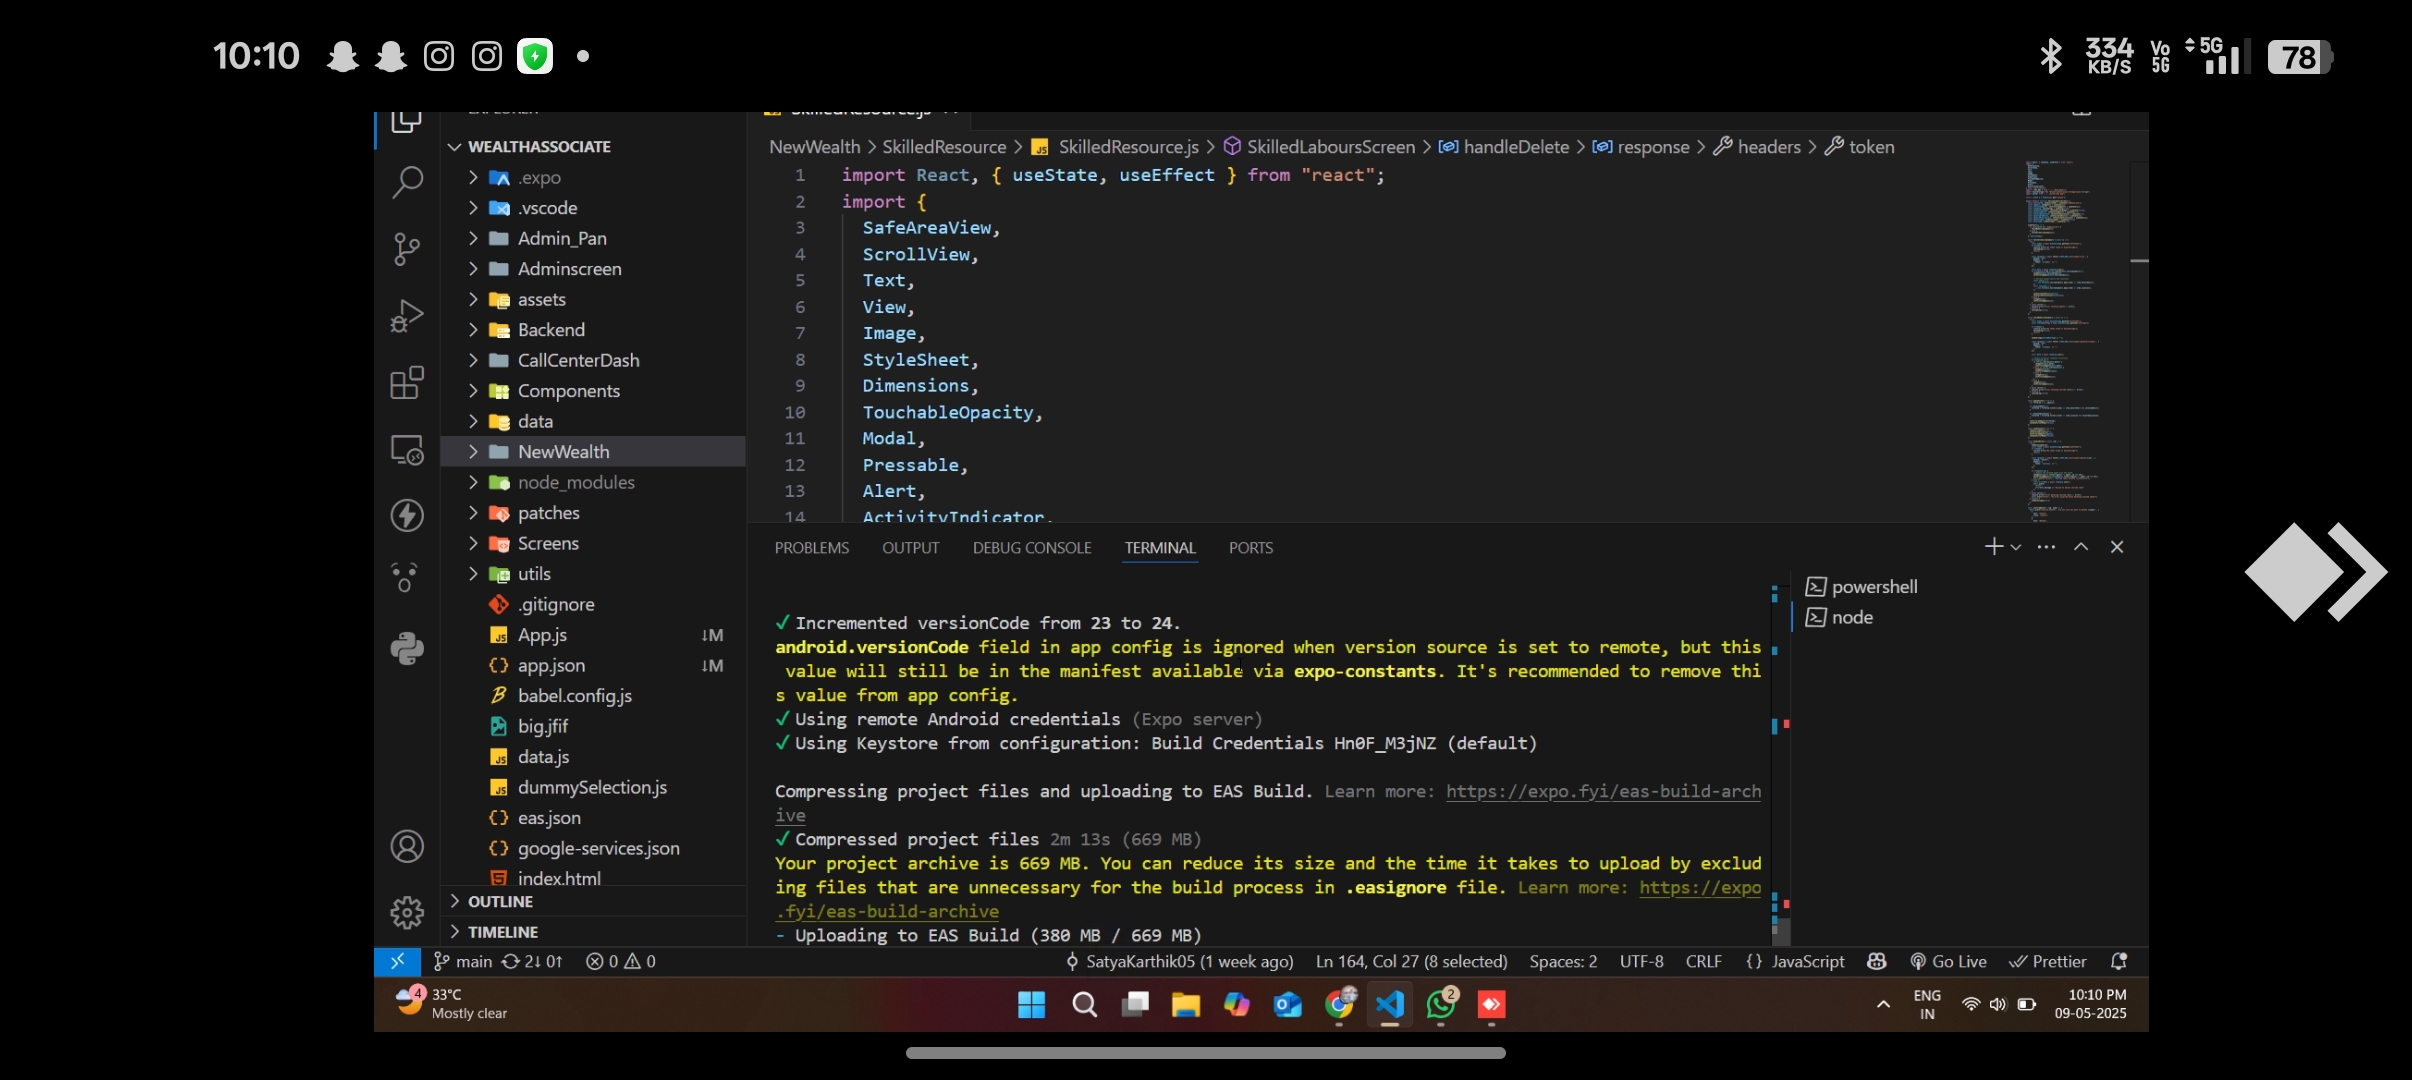 10:10
334 KB/S
Vo 5G
5G
78
WEALTHASSOCIATE
.expo
.vscode
Admin_Pan
Adminscreen
assets
Backend
CallCenterDash
Components
data
NewWealth
node_modules
patches
Screens
utils
.gitignore
App.js ↓M
app.json ↓M
babel.config.js
big.jfif
data.js
dummySelection.js
eas.json
google-services.json
index.html
OUTLINE
TIMELINE
NewWealth > SkilledResource > JS SkilledResource.js > SkilledLaboursScreen > handleDelete > response > headers > token
1 import React, { useState, useEffect } from "react";
2 import {
3 SafeAreaView,
4 ScrollView,
5 Text,
6 View,
7 Image,
8 StyleSheet,
9 Dimensions,
10 TouchableOpacity,
11 Modal,
12 Pressable,
13 Alert,
14 ActivityIndicator,
PROBLEMS OUTPUT DEBUG CONSOLE TERMINAL PORTS
powershell
node
✓ Incremented versionCode from 23 to 24.
android.versionCode field in app config is ignored when version source is set to remote, but this
value will still be in the manifest available via expo-constants. It's recommended to remove thi
s value from app config.
✓ Using remote Android credentials (Expo server)
✓ Using Keystore from configuration: Build Credentials Hn0F_M3jNZ (default)
Compressing project files and uploading to EAS Build. Learn more: https://expo.fyi/eas-build-arch
ive
✓ Compressed project files 2m 13s (669 MB)
Your project archive is 669 MB. You can reduce its size and the time it takes to upload by exclud
ing files that are unnecessary for the build process in .easignore file. Learn more: https://expo
.fyi/eas-build-archive
- Uploading to EAS Build (380 MB / 669 MB)
main 2↓ 0↑ 0 0 SatyaKarthik05 (1 week ago) Ln 164, Col 27 (8 selected) Spaces: 2 UTF-8 CRLF {} JavaScript Go Live Prettier
4
33°C
Mostly clear
2
ENG
IN
10:10 PM
09-05-2025